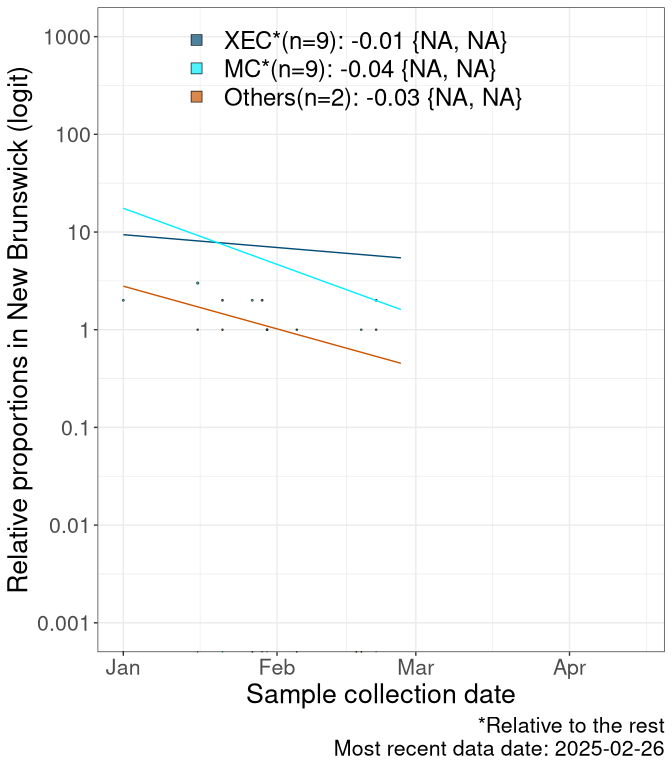 Relative proportions in New Brunswick (logit)
1000
100
10
1
0.1
0.01
0.001
XEC*(n=9): -0.01 {NA, NA}
MC*(n=9): -0.04 {NA, NA}
Others(n=2): -0.03 {NA, NA}
Jan Feb Mar Apr
Sample collection date
*Relative to the rest
Most recent data date: 2025-02-26